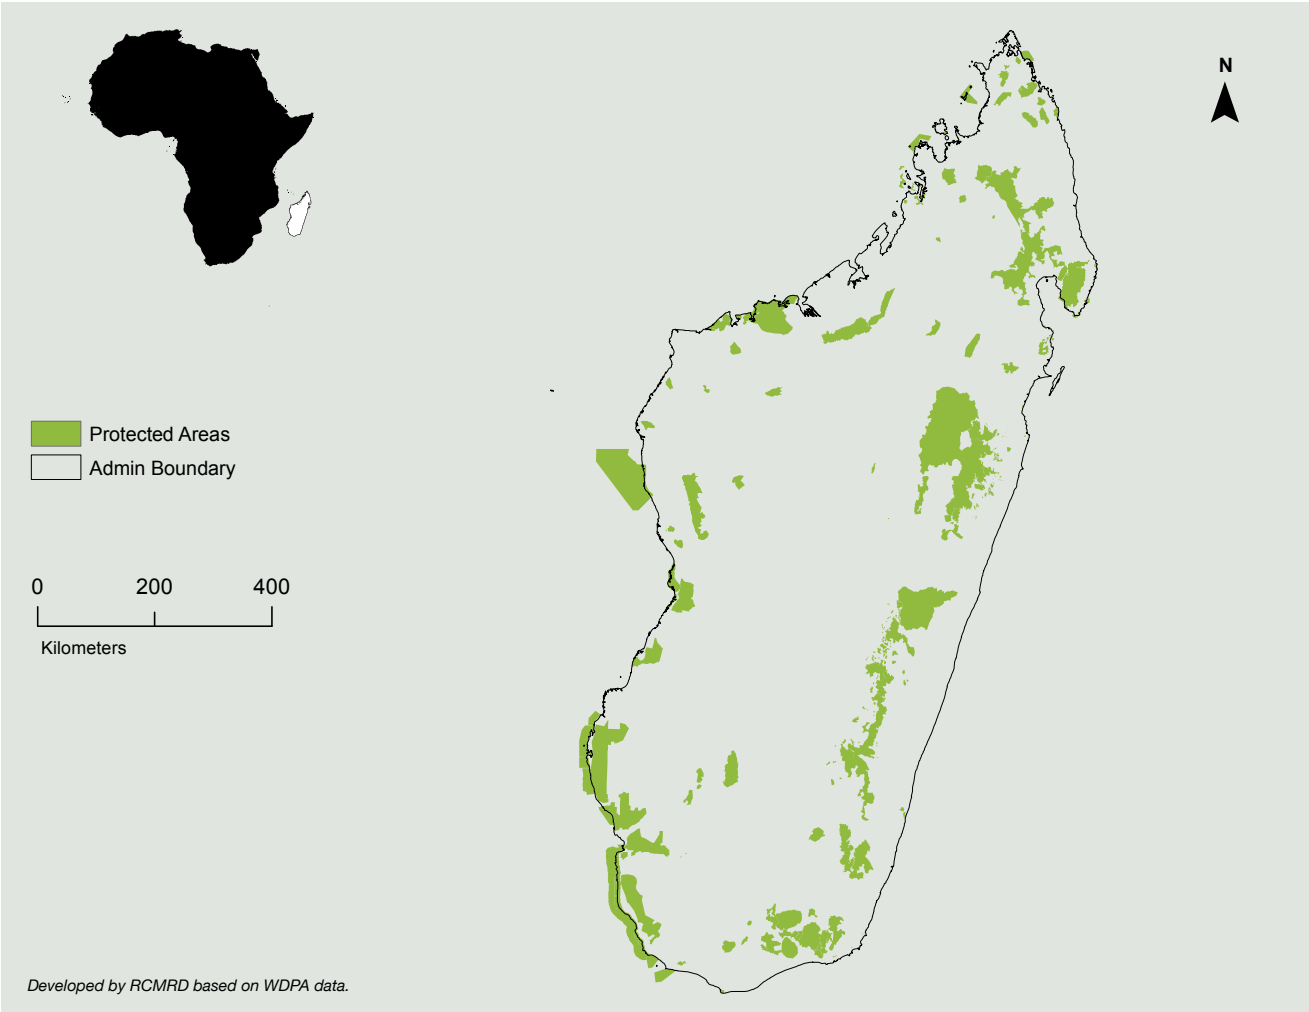 N
Protected Areas
Admin Boundary
0 200 400
Kilometers
Developed by RCMRD based on WDPA data.